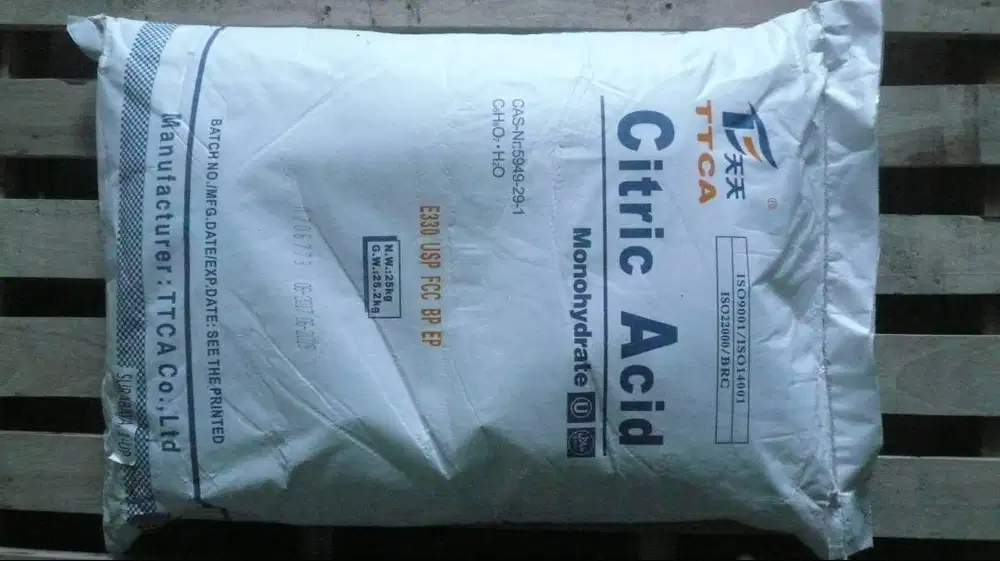 天天
®
TTCA
ISO9001/ISO14001
ISO22000/BRC
Citric Acid
Monohydrate U
CAS-Nr:5949-29-1
C₆H₈O₇·H₂O
E330 USP FCC BP EP
N.W.:25kg
G.W.:25.2kg
BATCH NO./MFG.DATE/EXP.DATE: SEE THE PRINTED
Manufacturer:TTCA Co.,Ltd